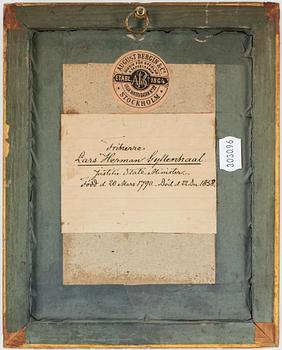 AUGUST BERGIN & C.
ETABL. 1864
STOCKHOLM
Friherre
Lars Herman Gyllenhaal
Justitie Stats Minister
Född d. 20 Mars 1790. Död d. 22 Dec. 1858.
303096